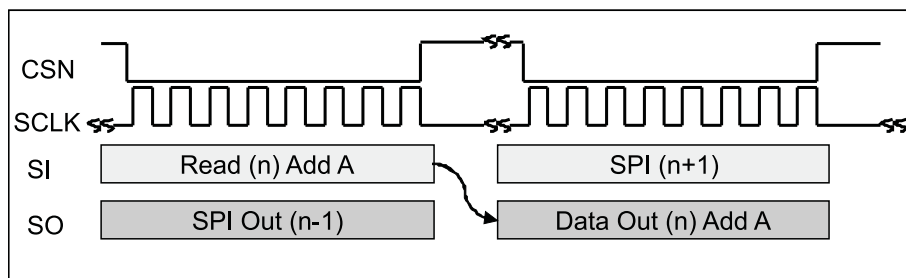 CSN
SCLK
SI Read (n) Add A SPI (n+1)
SO SPI Out (n-1) Data Out (n) Add A